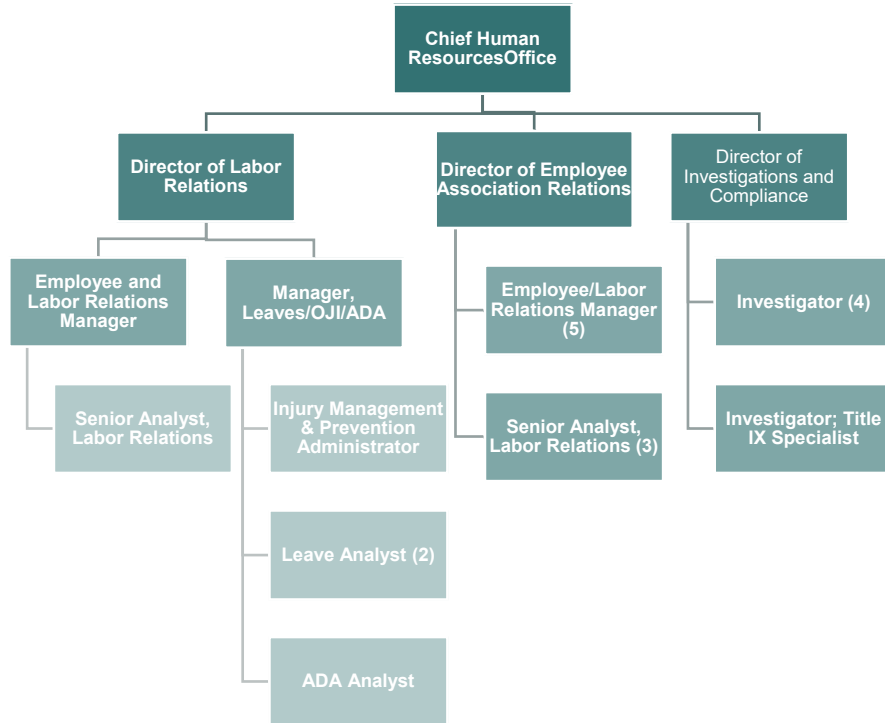 Chief Human
ResourcesOffice
Director of Labor
Relations
Director of Employee
Association Relations
Director of
Investigations and
Compliance
Employee and
Labor Relations
Manager
Manager,
Leaves/OJI/ADA
Employee/Labor
Relations Manager
(5)
Investigator (4)
Senior Analyst,
Labor Relations
Injury Management
& Prevention
Administrator
Senior Analyst,
Labor Relations (3)
Investigator; Title
IX Specialist
Leave Analyst (2)
ADA Analyst